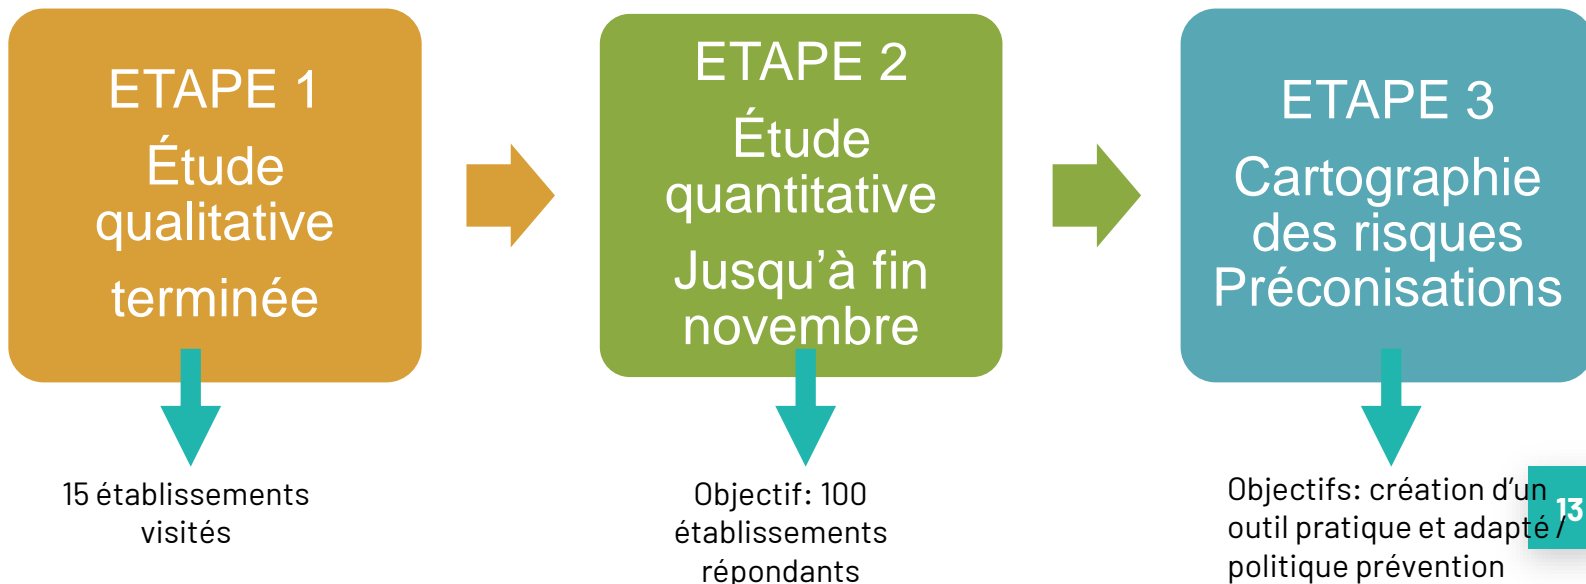 ETAPE 1
Étude
qualitative
terminée
15 établissements
visités
ETAPE 2
Étude
quantitative
Jusqu’à fin
novembre
Objectif: 100
établissements
répondants
ETAPE 3
Cartographie
des risques
Préconisations
Objectifs: création d’un
outil pratique et adapté /
politique prévention
13